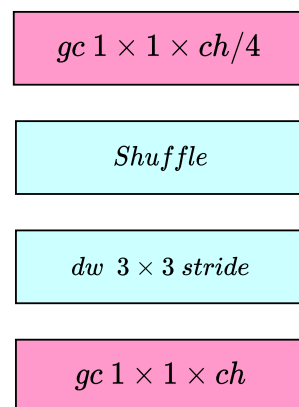 gc 1 × 1 × ch/4
Shuffle
dw 3 × 3 stride
gc 1 × 1 × ch